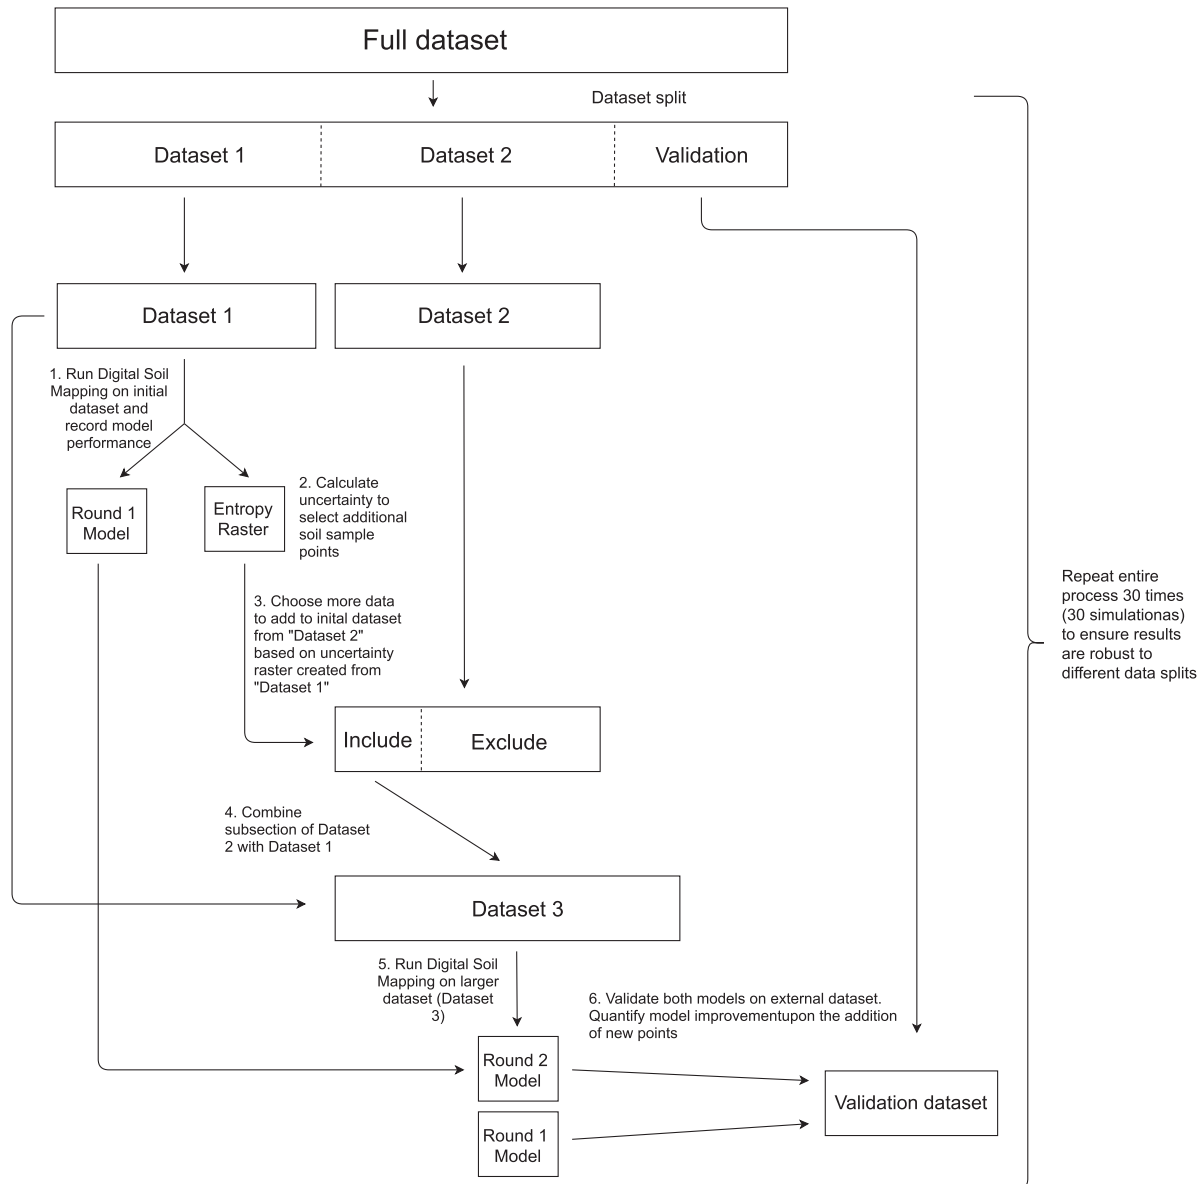 Full dataset
Dataset split
Dataset 1
Dataset 2
Validation
Dataset 1
Dataset 2
1. Run Digital Soil
Mapping on initial
dataset and
record model
performance
Round 1
Model
Entropy
Raster
2. Calculate
uncertainty to
select additional
soil sample
points
3. Choose more data
to add to inital dataset
from "Dataset 2"
based on uncertainty
raster created from
"Dataset 1"
Include
Exclude
Repeat entire
process 30 times
(30 simulationas)
to ensure results
are robust to
different data splits
4. Combine
subsection of Dataset
2 with Dataset 1
Dataset 3
5. Run Digital Soil
Mapping on larger
dataset (Dataset
3)
6. Validate both models on external dataset.
Quantify model improvementupon the addition
of new points
Round 2
Model
Round 1
Model
Validation dataset